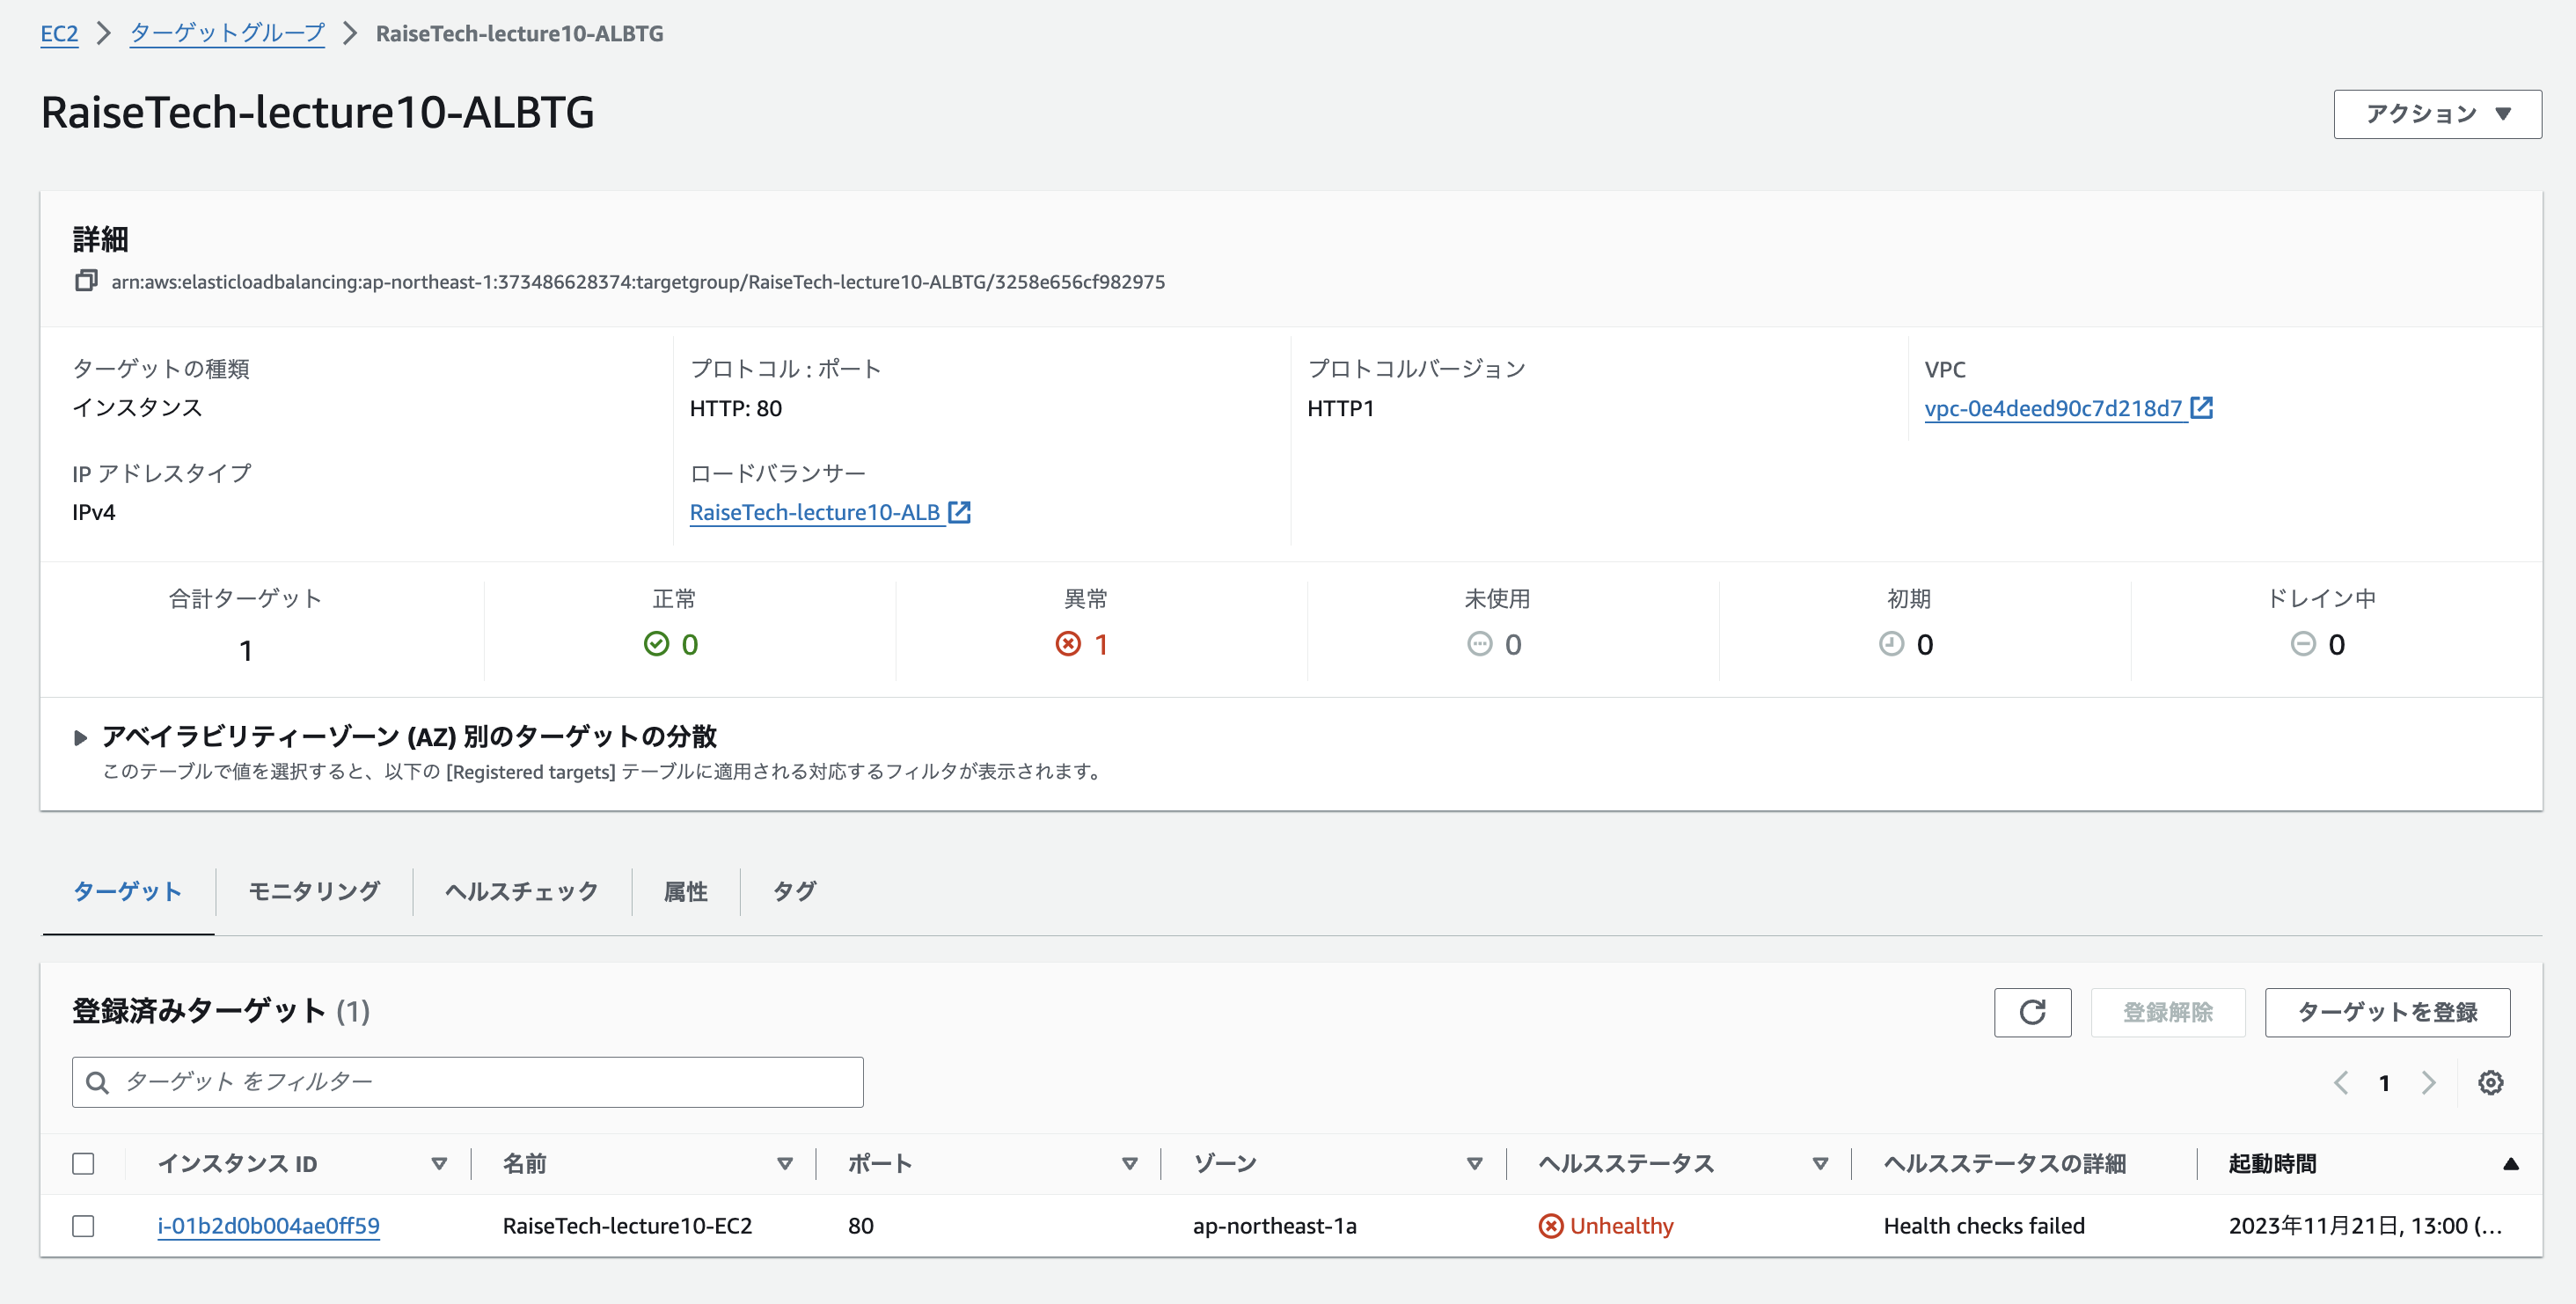 EC2 > ターゲットグループ > RaiseTech-lecture10-ALBTG
RaiseTech-lecture10-ALBTG
アクション ▼
詳細
arn:aws:elasticloadbalancing:ap-northeast-1:373486628374:targetgroup/RaiseTech-lecture10-ALBTG/3258e656cf982975
ターゲットの種類
インスタンス
プロトコル : ポート
HTTP: 80
プロトコルバージョン
HTTP1
VPC
vpc-0e4deed90c7d218d7
IP アドレスタイプ
IPv4
ロードバランサー
RaiseTech-lecture10-ALB
合計ターゲット
1
正常
0
異常
1
未使用
0
初期
0
ドレイン中
0
アベイラビリティーゾーン (AZ) 別のターゲットの分散
このテーブルで値を選択すると、以下の [Registered targets] テーブルに適用される対応するフィルタが表示されます。
ターゲット モニタリング ヘルスチェック 属性 タグ
登録済みターゲット (1)
登録解除
ターゲットを登録
ターゲット をフィルター
1
インスタンス ID 名前 ポート ゾーン ヘルスステータス ヘルスステータスの詳細 起動時間
i-01b2d0b004ae0ff59 RaiseTech-lecture10-EC2 80 ap-northeast-1a Unhealthy Health checks failed 2023年11月21日, 13:00 (...